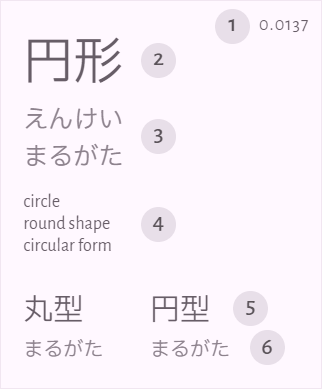 1 0.0137
円形 2
えんけい
3
まるがた
circle
round shape 4
circular form
丸型 円型 5
まるがた まるがた 6